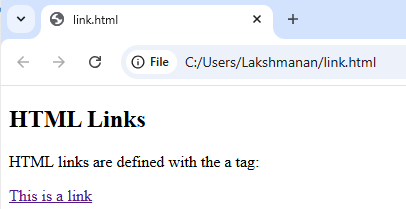 link.html
File C:/Users/Lakshmanan/link.html
HTML Links
HTML links are defined with the a tag:
This is a link